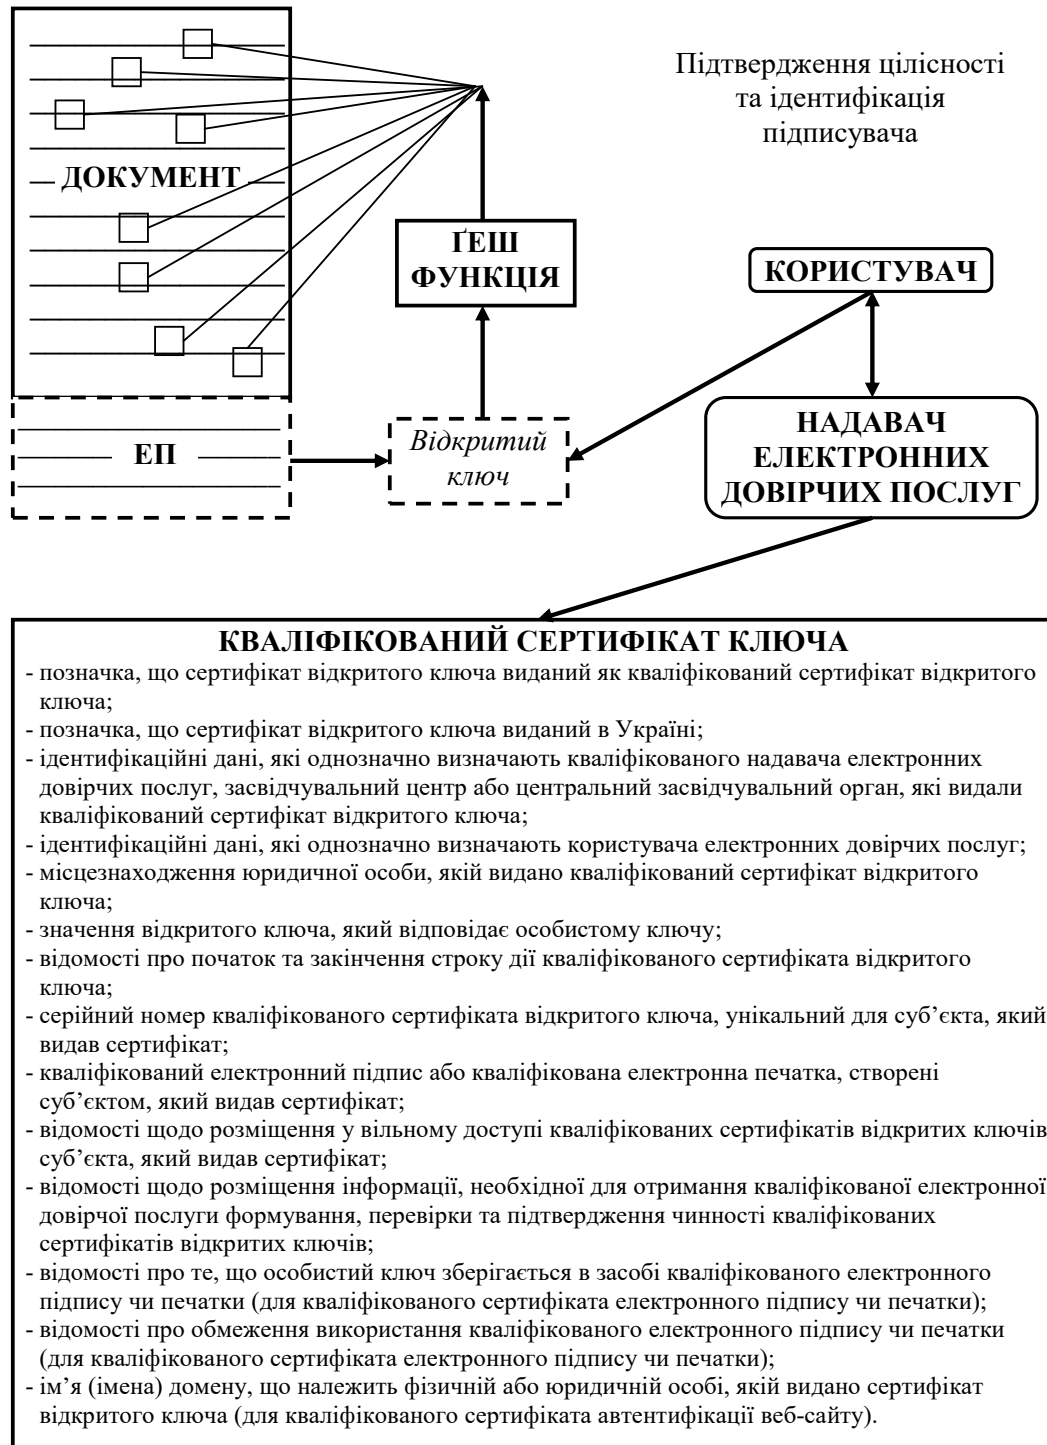 Підтвердження цілісності
та ідентифікація
підписувача
ДОКУМЕНТ
ҐЕШ
ФУНКЦІЯ
КОРИСТУВАЧ
ЕП
Відкритий
ключ
НАДАВАЧ
ЕЛЕКТРОННИХ
ДОВІРЧИХ ПОСЛУГ
КВАЛІФІКОВАНИЙ СЕРТИФІКАТ КЛЮЧА
- позначка, що сертифікат відкритого ключа виданий як кваліфікований сертифікат відкритого
ключа;
- позначка, що сертифікат відкритого ключа виданий в Україні;
- ідентифікаційні дані, які однозначно визначають кваліфікованого надавача електронних
довірчих послуг, засвідчувальний центр або центральний засвідчувальний орган, які видали
кваліфікований сертифікат відкритого ключа;
- ідентифікаційні дані, які однозначно визначають користувача електронних довірчих послуг;
- місцезнаходження юридичної особи, якій видано кваліфікований сертифікат відкритого
ключа;
- значення відкритого ключа, який відповідає особистому ключу;
- відомості про початок та закінчення строку дії кваліфікованого сертифіката відкритого
ключа;
- серійний номер кваліфікованого сертифіката відкритого ключа, унікальний для суб’єкта, який
видав сертифікат;
- кваліфікований електронний підпис або кваліфікована електронна печатка, створені
суб’єктом, який видав сертифікат;
- відомості щодо розміщення у вільному доступі кваліфікованих сертифікатів відкритих ключів
суб’єкта, який видав сертифікат;
- відомості щодо розміщення інформації, необхідної для отримання кваліфікованої електронної
довірчої послуги формування, перевірки та підтвердження чинності кваліфікованих
сертифікатів відкритих ключів;
- відомості про те, що особистий ключ зберігається в засобі кваліфікованого електронного
підпису чи печатки (для кваліфікованого сертифіката електронного підпису чи печатки);
- відомості про обмеження використання кваліфікованого електронного підпису чи печатки
(для кваліфікованого сертифіката електронного підпису чи печатки);
- ім’я (імена) домену, що належить фізичній або юридичній особі, якій видано сертифікат
відкритого ключа (для кваліфікованого сертифіката автентифікації веб-сайту).